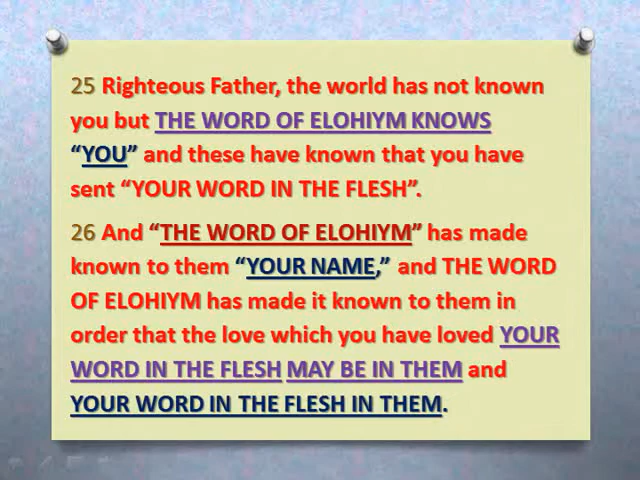 25 Righteous Father, the world has not known
you but THE WORD OF ELOHIYM KNOWS
“YOU” and these have known that you have
sent “YOUR WORD IN THE FLESH”.
26 And “THE WORD OF ELOHIYM” has made
known to them “YOUR NAME,” and THE WORD
OF ELOHIYM has made it known to them in
order that the love which you have loved YOUR
WORD IN THE FLESH MAY BE IN THEM and
YOUR WORD IN THE FLESH IN THEM.